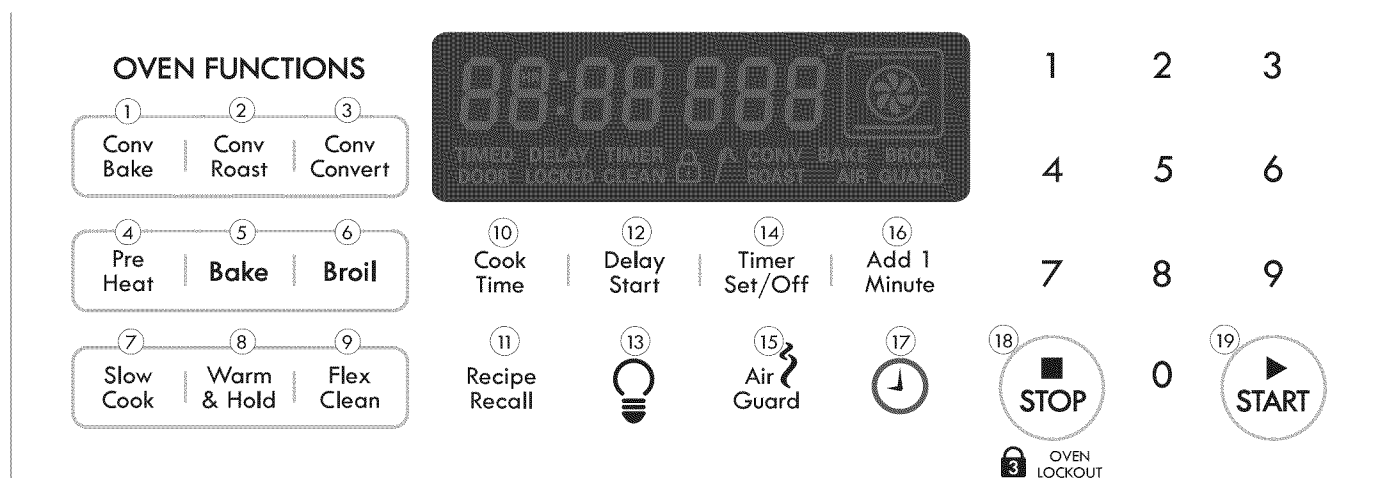 OVEN FUNCTIONS
1 2 3
Conv Bake
Conv Roast
Conv Convert
4 5 6
Pre Heat
Bake
Broil
7 8 9
Slow Cook
Warm & Hold
Flex Clean
88:88 888°
TIMED DELAY TIMER CONV BAKE BROIL
DOOR LOCKED CLEAN ROAST AIR GUARD
10 12 14 16
Cook Time
Delay Start
Timer Set/Off
Add 1 Minute
11 13 15 17
Recipe Recall
Air Guard
1 2 3
4 5 6
7 8 9
0
18
STOP
19
START
3 OVEN
LOCKOUT